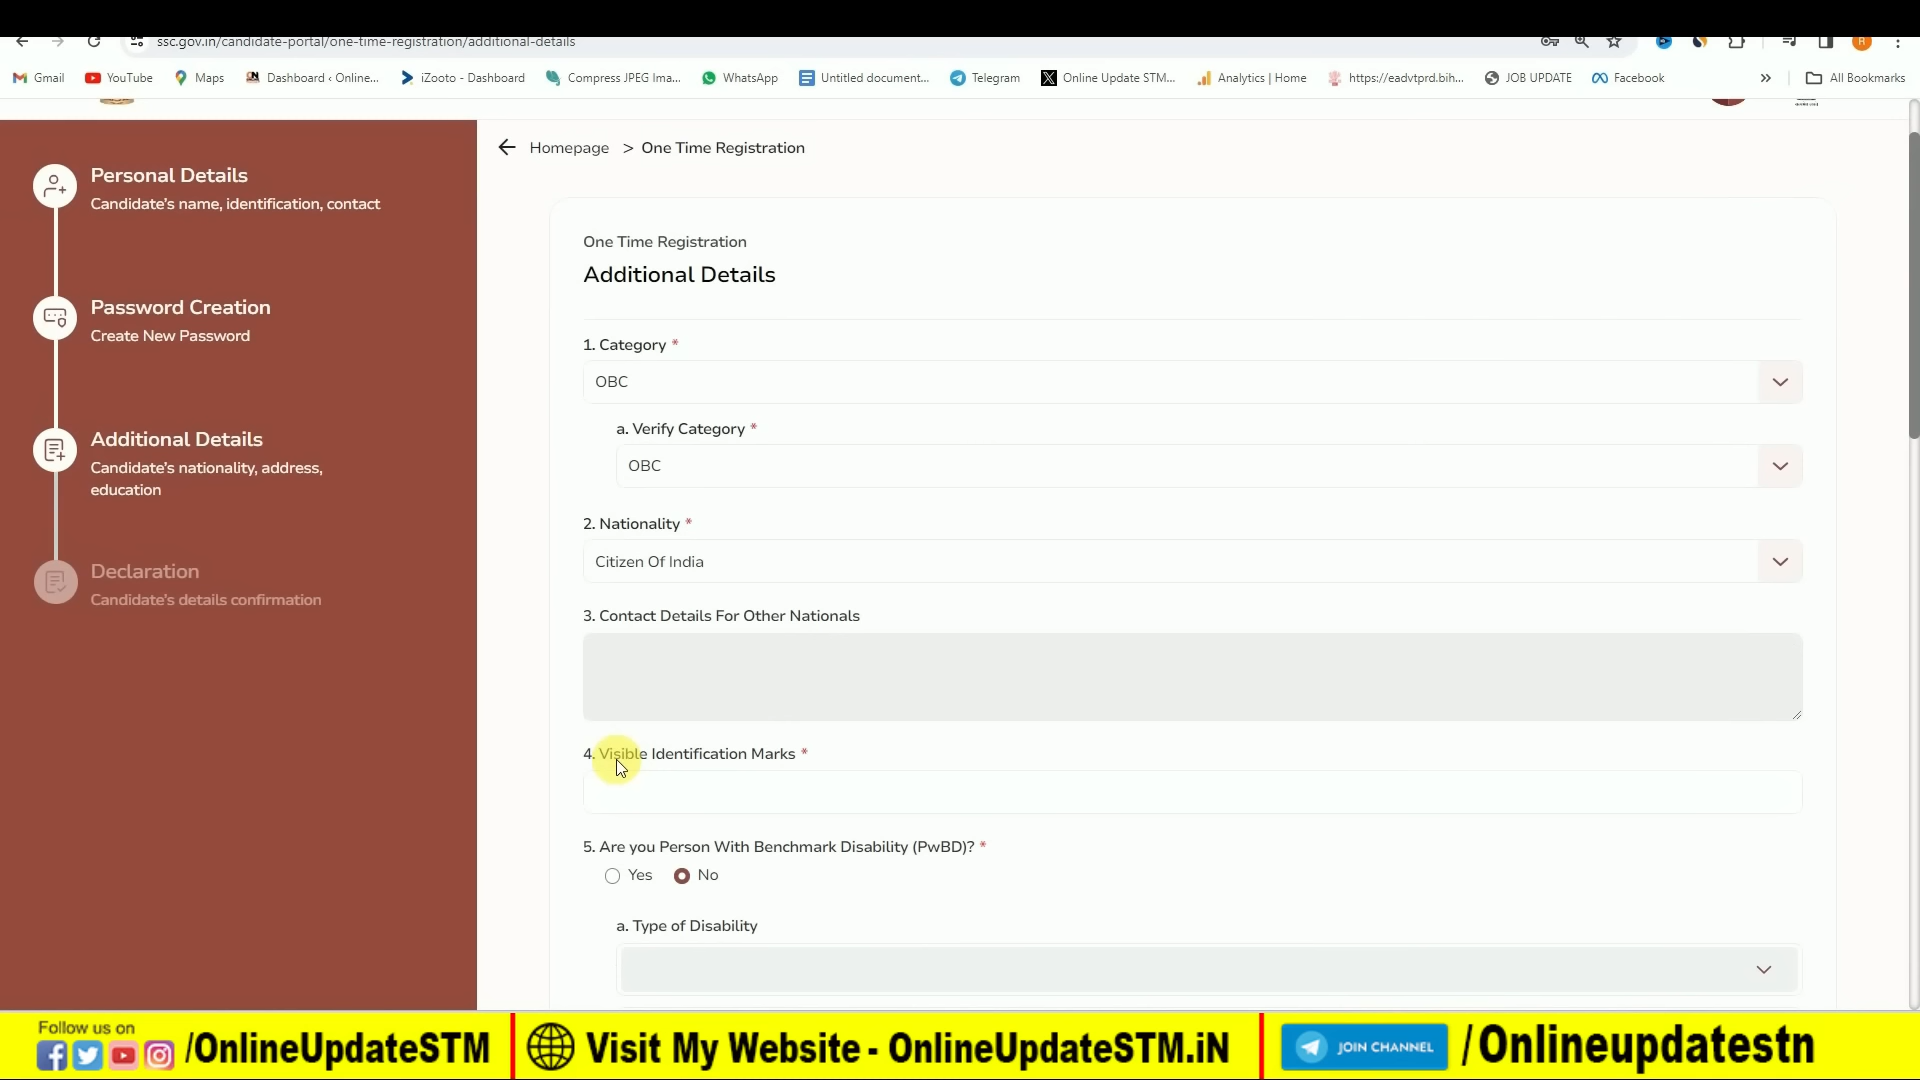 ssc.gov.in/candidate-portal/one-time-registration/additional-details
Gmail YouTube Maps Dashboard ‹ Online... iZooto - Dashboard Compress JPEG Ima... WhatsApp Untitled document... Telegram Online Update STM... Analytics | Home https://eadvtprd.bih... JOB UPDATE Facebook » All Bookmarks
Homepage > One Time Registration
Personal Details
Candidate's name, identification, contact
Password Creation
Create New Password
Additional Details
Candidate's nationality, address,
education
Declaration
Candidate's details confirmation
One Time Registration
Additional Details
1. Category *
OBC
a. Verify Category *
OBC
2. Nationality *
Citizen Of India
3. Contact Details For Other Nationals
4. Visible Identification Marks *
5. Are you Person With Benchmark Disability (PwBD)? *
Yes No
a. Type of Disability
Follow us on
/OnlineUpdateSTM
Visit My Website - OnlineUpdateSTM.iN
JOIN CHANNEL
/Onlineupdatestn